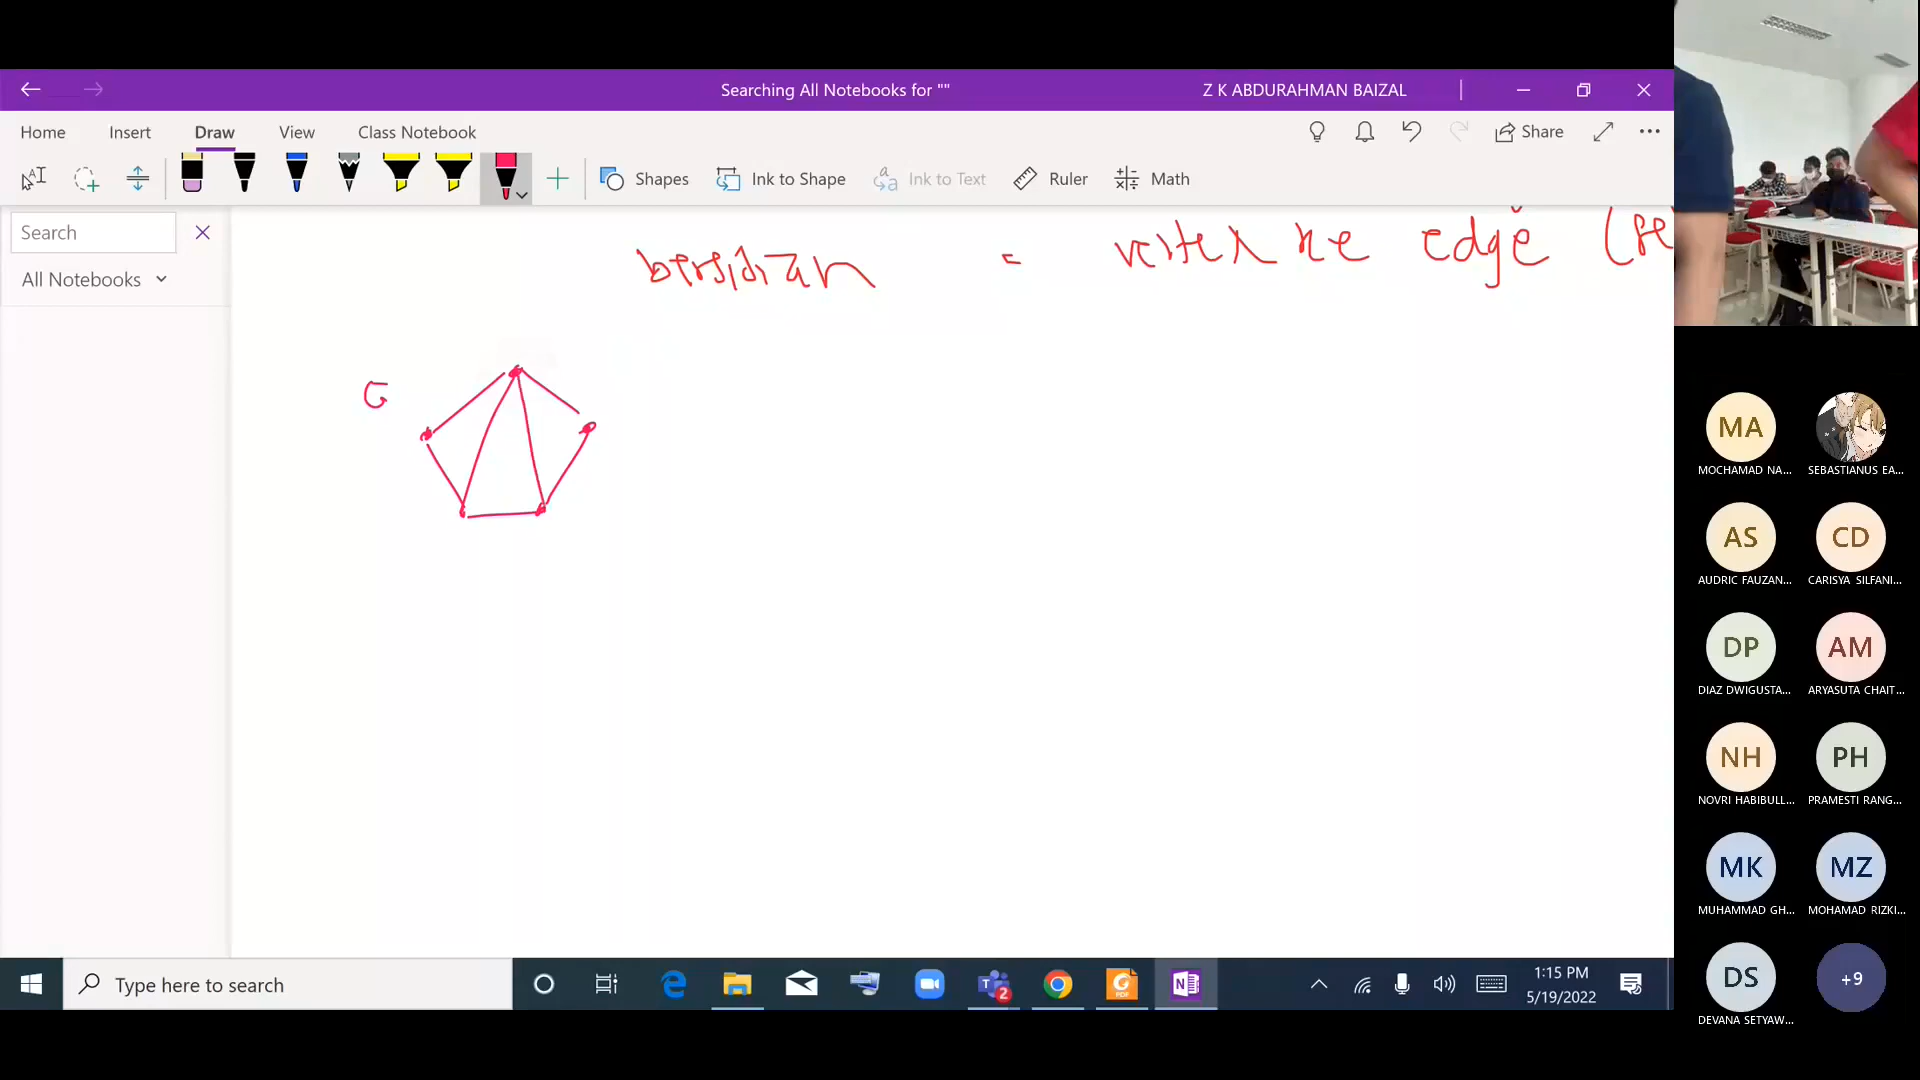 Searching All Notebooks for "" Z K ABDURAHMAN BAIZAL
Home Insert Draw View Class Notebook Share
Shapes Ink to Shape Ink to Text Ruler Math
Search
All Notebooks
bersisian = vertex ke edge (se
G
MA
MOCHAMAD NA... SEBASTIANUS EA...
AS CD
AUDRIC FAUZAN... CARISYA SILFANI...
DP AM
DIAZ DWIGUSTA... ARYASUTA CHAIT...
NH PH
NOVRI HABIBULL... PRAMESTI RANG...
MK MZ
MUHAMMAD GH... MOHAMAD RIZKI...
DS +9
DEVANA SETYAW...
Type here to search
1:15 PM
5/19/2022